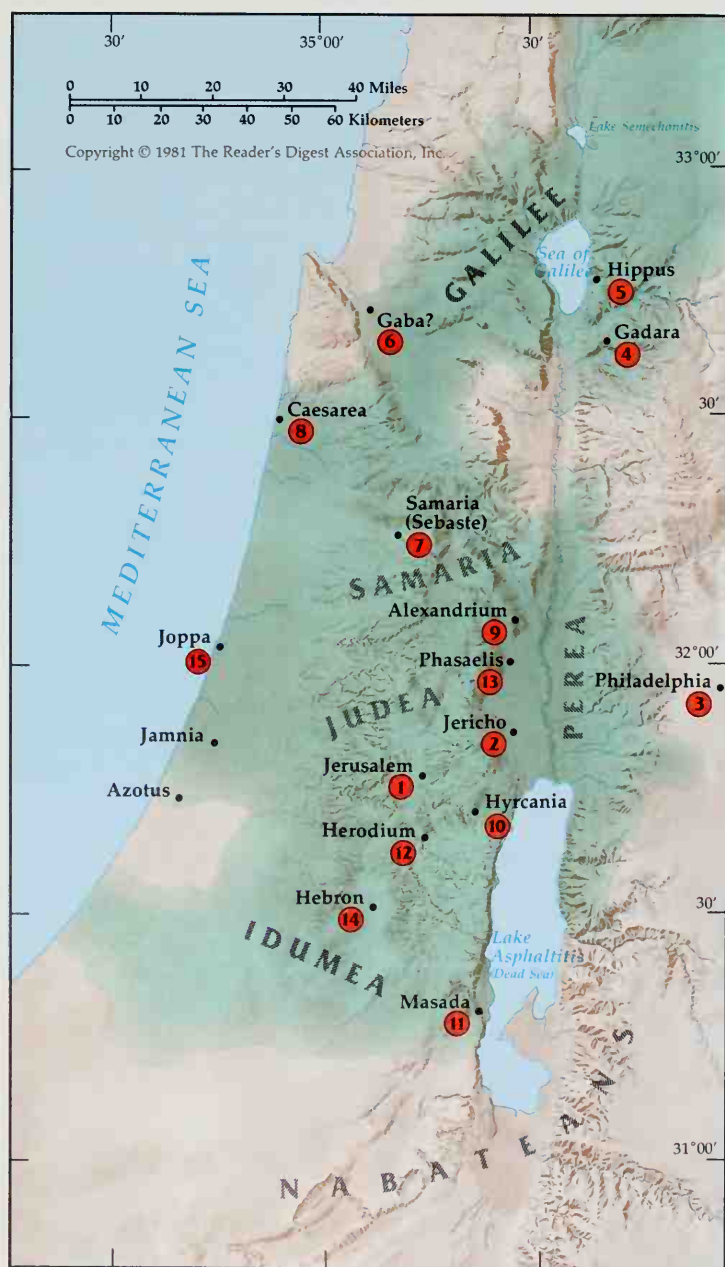 30′
35°00′
30′
0 10 20 30 40 Miles
0 10 20 30 40 50 60 Kilometers
Copyright © 1981 The Reader's Digest Association, Inc.
Lake Semechonitis
33°00′
GALILEE
Sea of
Galilee
Hippus
5
MEDITERRANEAN SEA
Gaba?
6
Gadara
4
Caesarea
8
30′
Samaria
(Sebaste)
7
SAMARIA
Alexandrium
9
Joppa
15
Phasaelis
13
PEREA
32°00′
Philadelphia
3
JUDEA
Jericho
2
Jamnia
Jerusalem
1
Azotus
Hyrcania
10
Herodium
12
Hebron
14
30′
IDUMEA
Lake
Asphaltitis
(Dead Sea)
Masada
11
NABATEANS
31°00′